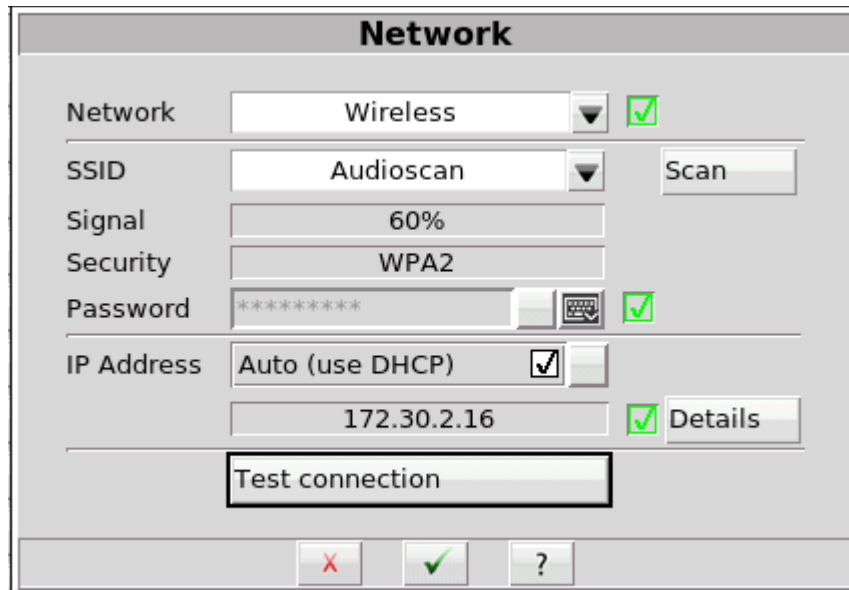 Network
Network Wireless
SSID Audioscan Scan
Signal 60%
Security WPA2
Password *********
IP Address Auto (use DHCP)
172.30.2.16 Details
Test connection
X ?